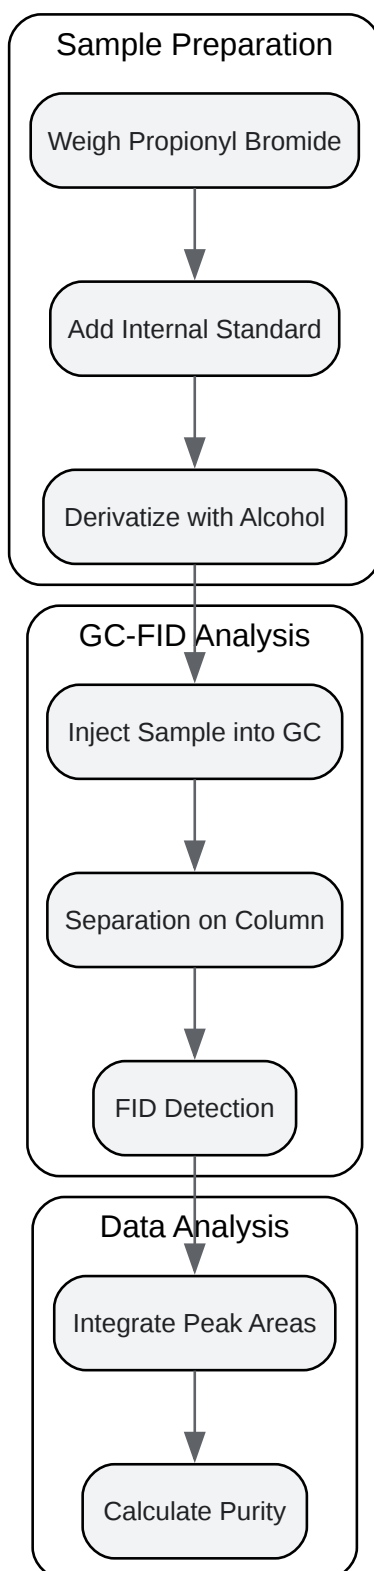 Sample Preparation
Weigh Propionyl Bromide
Add Internal Standard
Derivatize with Alcohol
GC-FID Analysis
Inject Sample into GC
Separation on Column
FID Detection
Data Analysis
Integrate Peak Areas
Calculate Purity